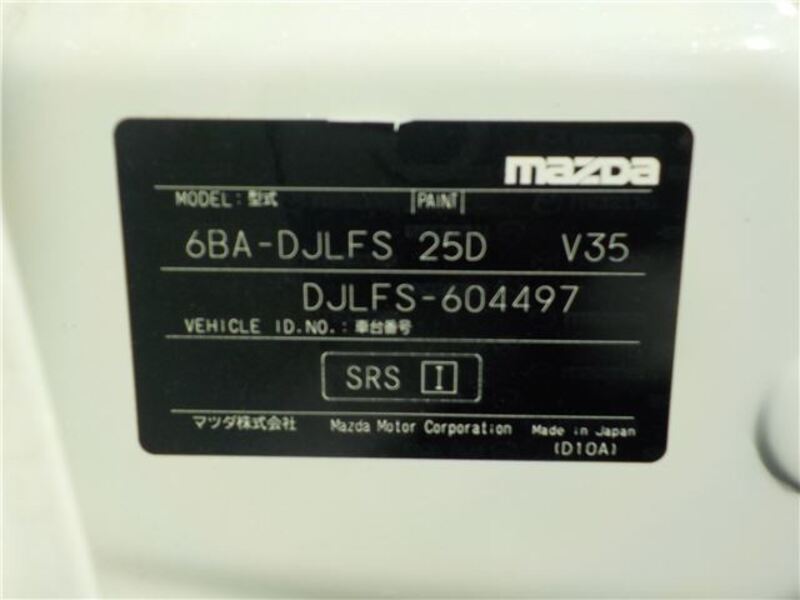 mazda
MODEL: 型式 PAINT
6BA-DJLFS 25D V35
DJLFS-604497
VEHICLE ID.NO.: 車台番号
SRS I
マツダ株式会社 Mazda Motor Corporation Made in Japan
(D10A)